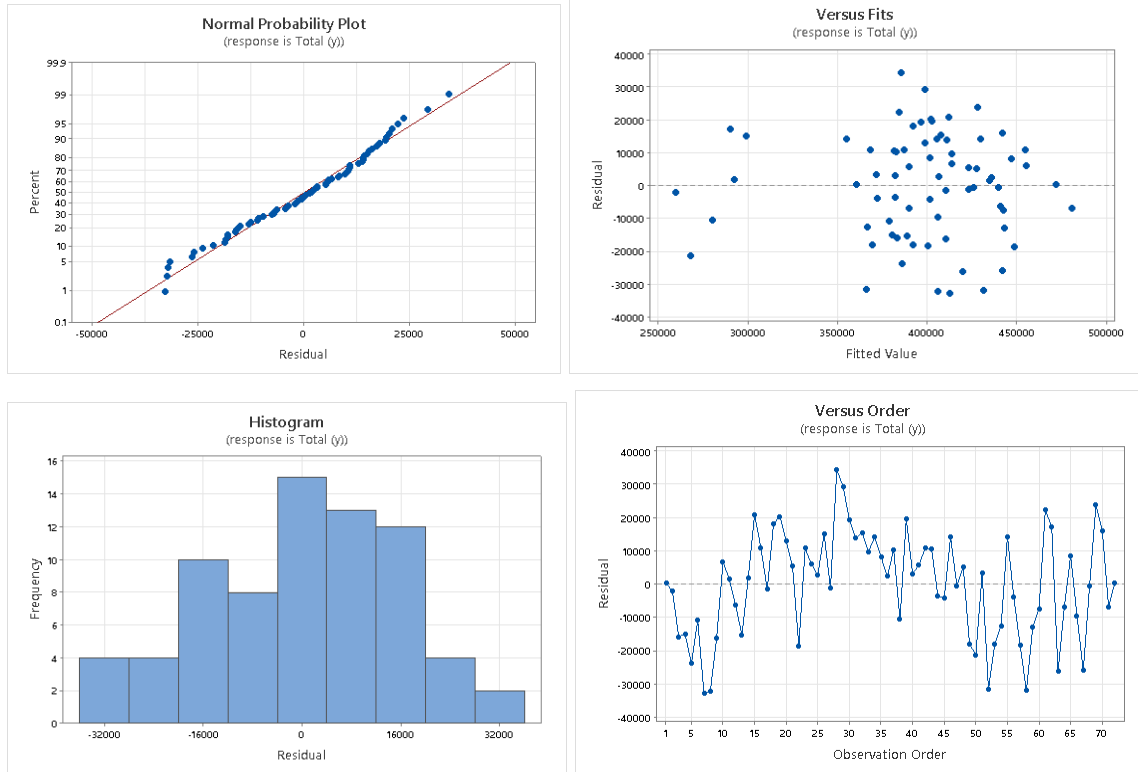 Normal Probability Plot
(response is Total (y))
99.9
99
95
90
80
70
60
50
40
30
20
10
5
1
0.1
Percent
-50000 -25000 0 25000 50000
Residual
Versus Fits
(response is Total (y))
40000
30000
20000
10000
0
-10000
-20000
-30000
-40000
Residual
250000 300000 350000 400000 450000 500000
Fitted Value
Histogram
(response is Total (y))
16
14
12
10
8
6
4
2
0
Frequency
-32000 -16000 0 16000 32000
Residual
Versus Order
(response is Total (y))
40000
30000
20000
10000
0
-10000
-20000
-30000
-40000
Residual
1 5 10 15 20 25 30 35 40 45 50 55 60 65 70
Observation Order